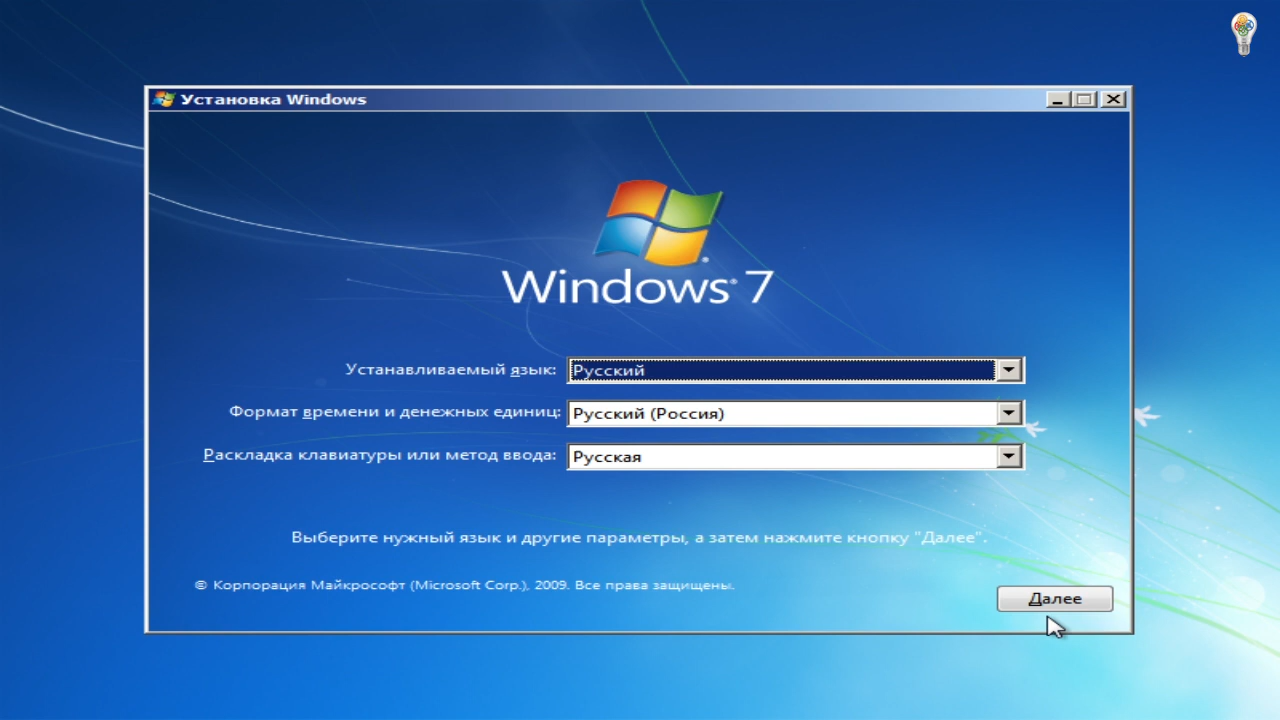 Установка Windows
Windows® 7
Устанавливаемый язык: Русский
Формат времени и денежных единиц: Русский (Россия)
Раскладка клавиатуры или метод ввода: Русская
Выберите нужный язык и другие параметры, а затем нажмите кнопку "Далее".
© Корпорация Майкрософт (Microsoft Corp.), 2009. Все права защищены.
Далее